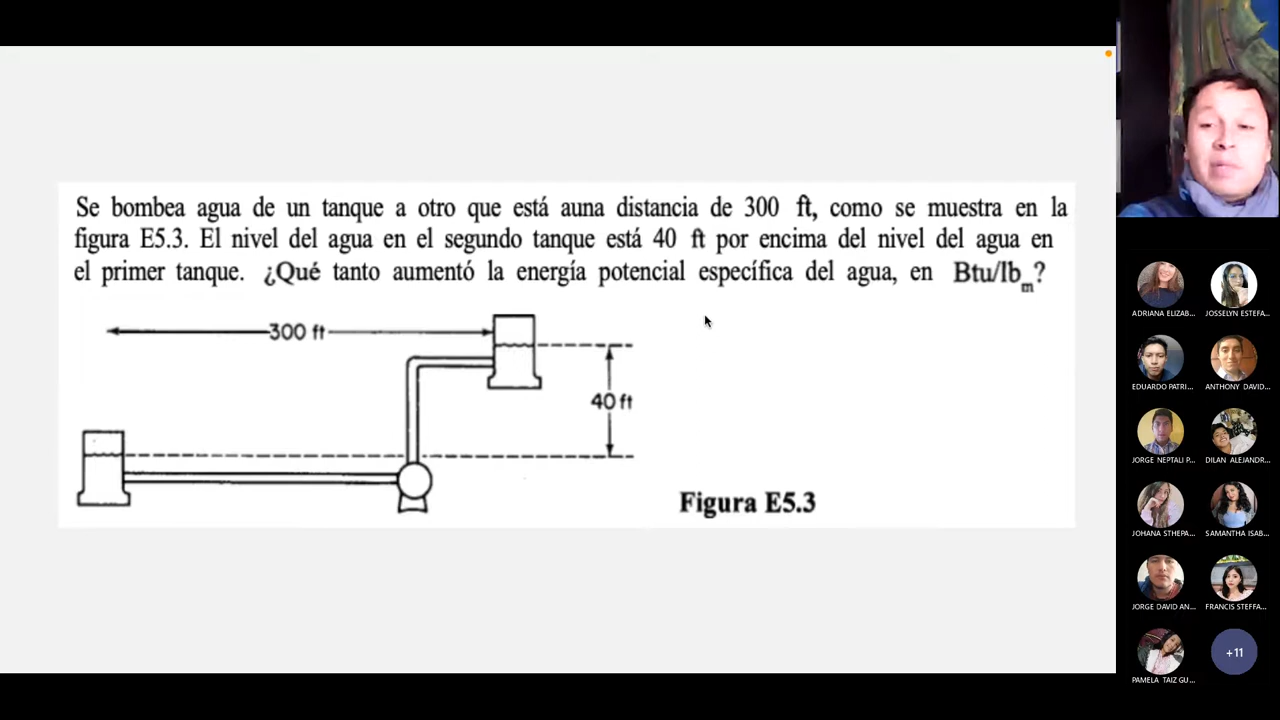 Se bombea agua de un tanque a otro que está auna distancia de 300 ft, como se muestra en la
figura E5.3. El nivel del agua en el segundo tanque está 40 ft por encima del nivel del agua en
el primer tanque. ¿Qué tanto aumentó la energía potencial específica del agua, en Btu/lbm?
300 ft
40 ft
Figura E5.3
ADRIANA ELIZAB...
JOSSELYN ESTEFA...
EDUARDO PATRI...
ANTHONY DAVID...
JORGE NEPTALI P...
DILAN ALEJANDR...
JOHANA STHEPA...
SAMANTHA ISAB...
JORGE DAVID AN...
FRANCIS STEFFA...
PAMELA TAIZ GU...
+11